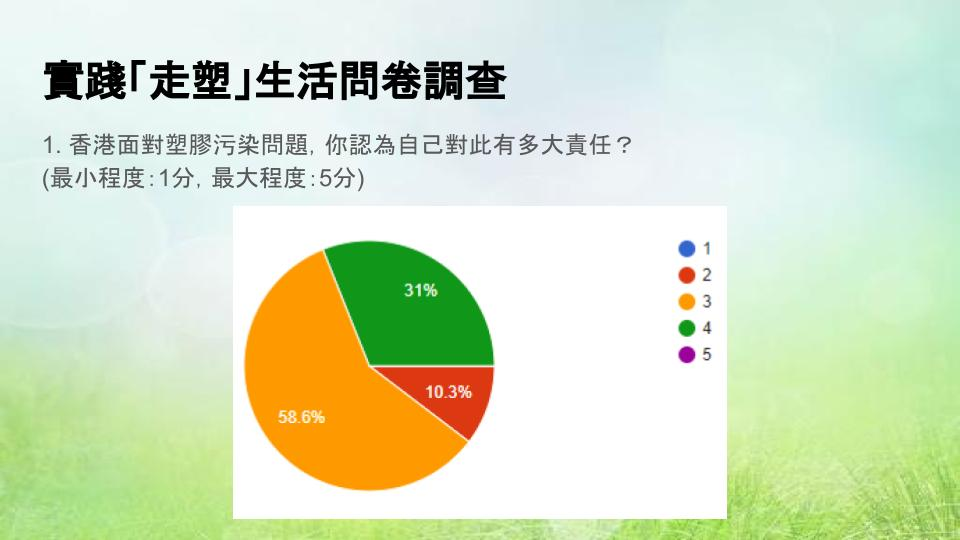 實踐「走塑」生活問卷調查
1. 香港面對塑膠污染問題，你認為自己對此有多大責任？
(最小程度：1分，最大程度：5分)
31%
10.3%
58.6%
1
2
3
4
5